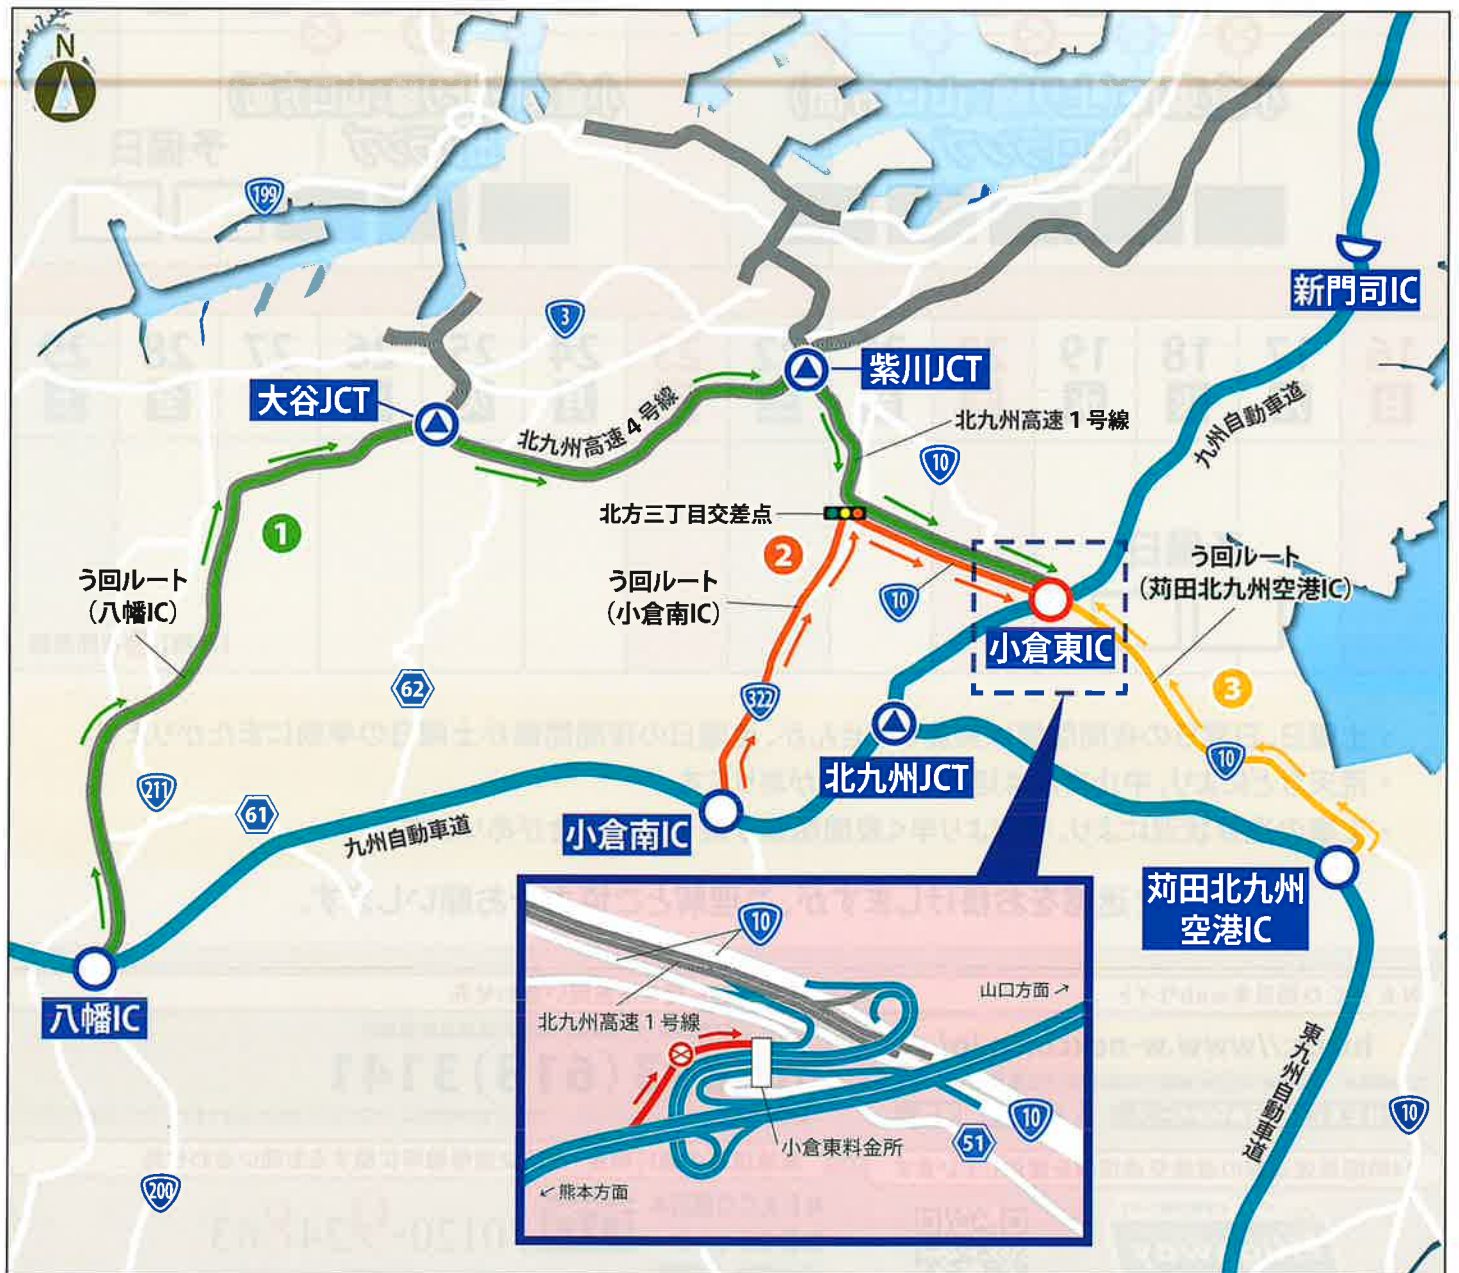 N
199
3
新門司IC
紫川JCT
大谷JCT
北九州高速4号線
北九州高速1号線
九州自動車道
10
北方三丁目交差点
1
2
う回ルート
(八幡IC)
う回ルート
(小倉南IC)
10
う回ルート
(苅田北九州空港IC)
小倉東IC
62
322
3
10
北九州JCT
211
61
九州自動車道
小倉南IC
苅田北九州
空港IC
八幡IC
10
山口方面
北九州高速1号線
小倉東料金所
51
10
熊本方面
東九州自動車道
10
200